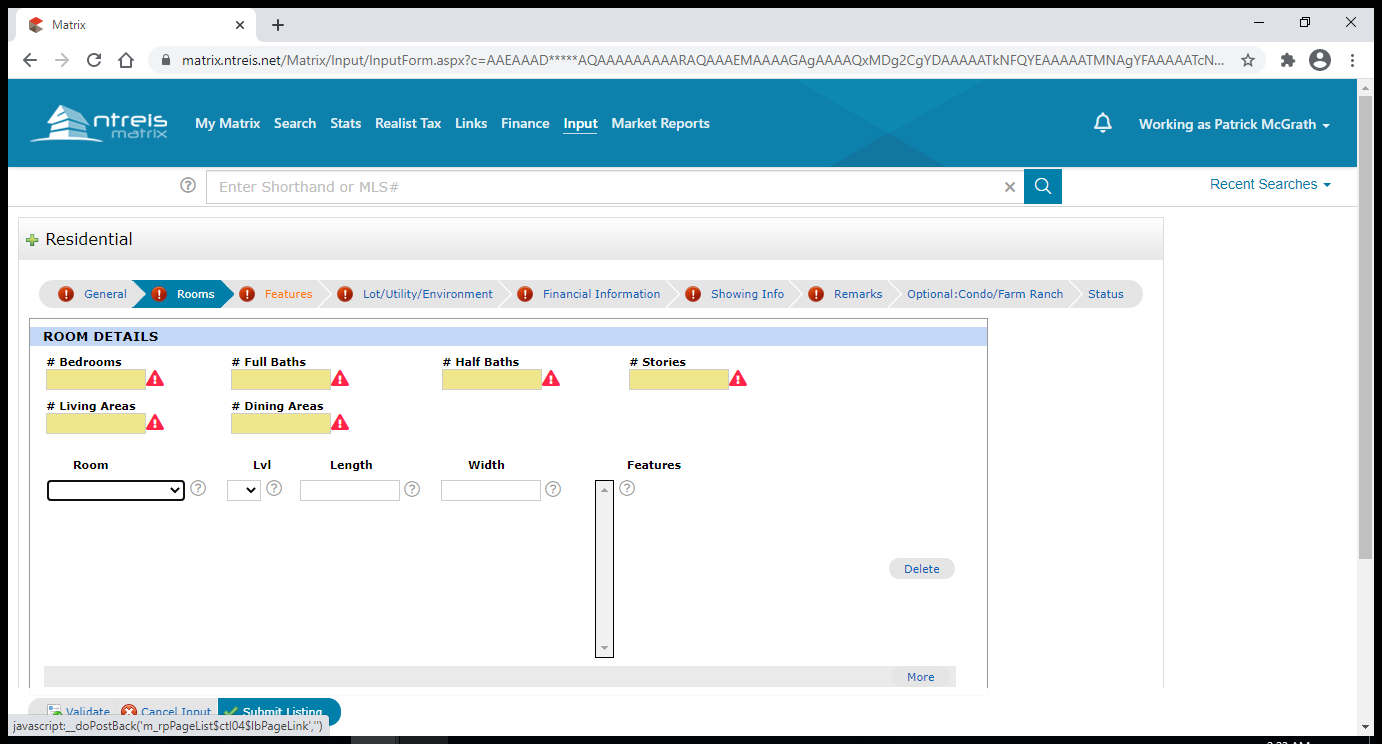 Matrix
matrix.ntreis.net/Matrix/Input/InputForm.aspx?c=AAEAAAD*****AQAAAAAAAAARAQAAAEMAAAAGAgAAAAQxMDg2CgYDAAAAATkNFQYEAAAAATMNAgYFAAAAATcN...
ntreis
matrix
My Matrix Search Stats Realist Tax Links Finance Input Market Reports
Working as Patrick McGrath
Enter Shorthand or MLS#
Recent Searches
Residential
General Rooms Features Lot/Utility/Environment Financial Information Showing Info Remarks Optional:Condo/Farm Ranch Status
ROOM DETAILS
# Bedrooms # Full Baths # Half Baths # Stories
# Living Areas # Dining Areas
Room Lvl Length Width Features
Delete
More
Validate Cancel Input Submit Listing
javascript:__doPostBack('m_rpPageList$ctl04$lbPageLink','')